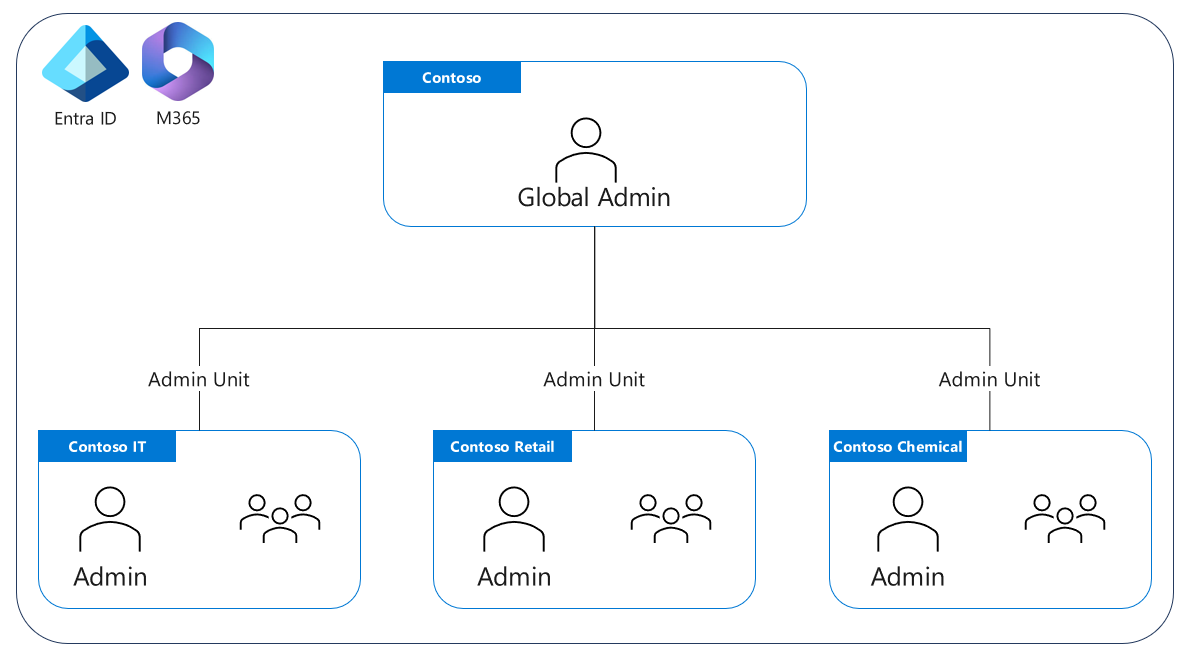 Entra ID
M365
Contoso
Global Admin
Admin Unit
Admin Unit
Admin Unit
Contoso IT
Contoso Retail
Contoso Chemical
Admin
Admin
Admin